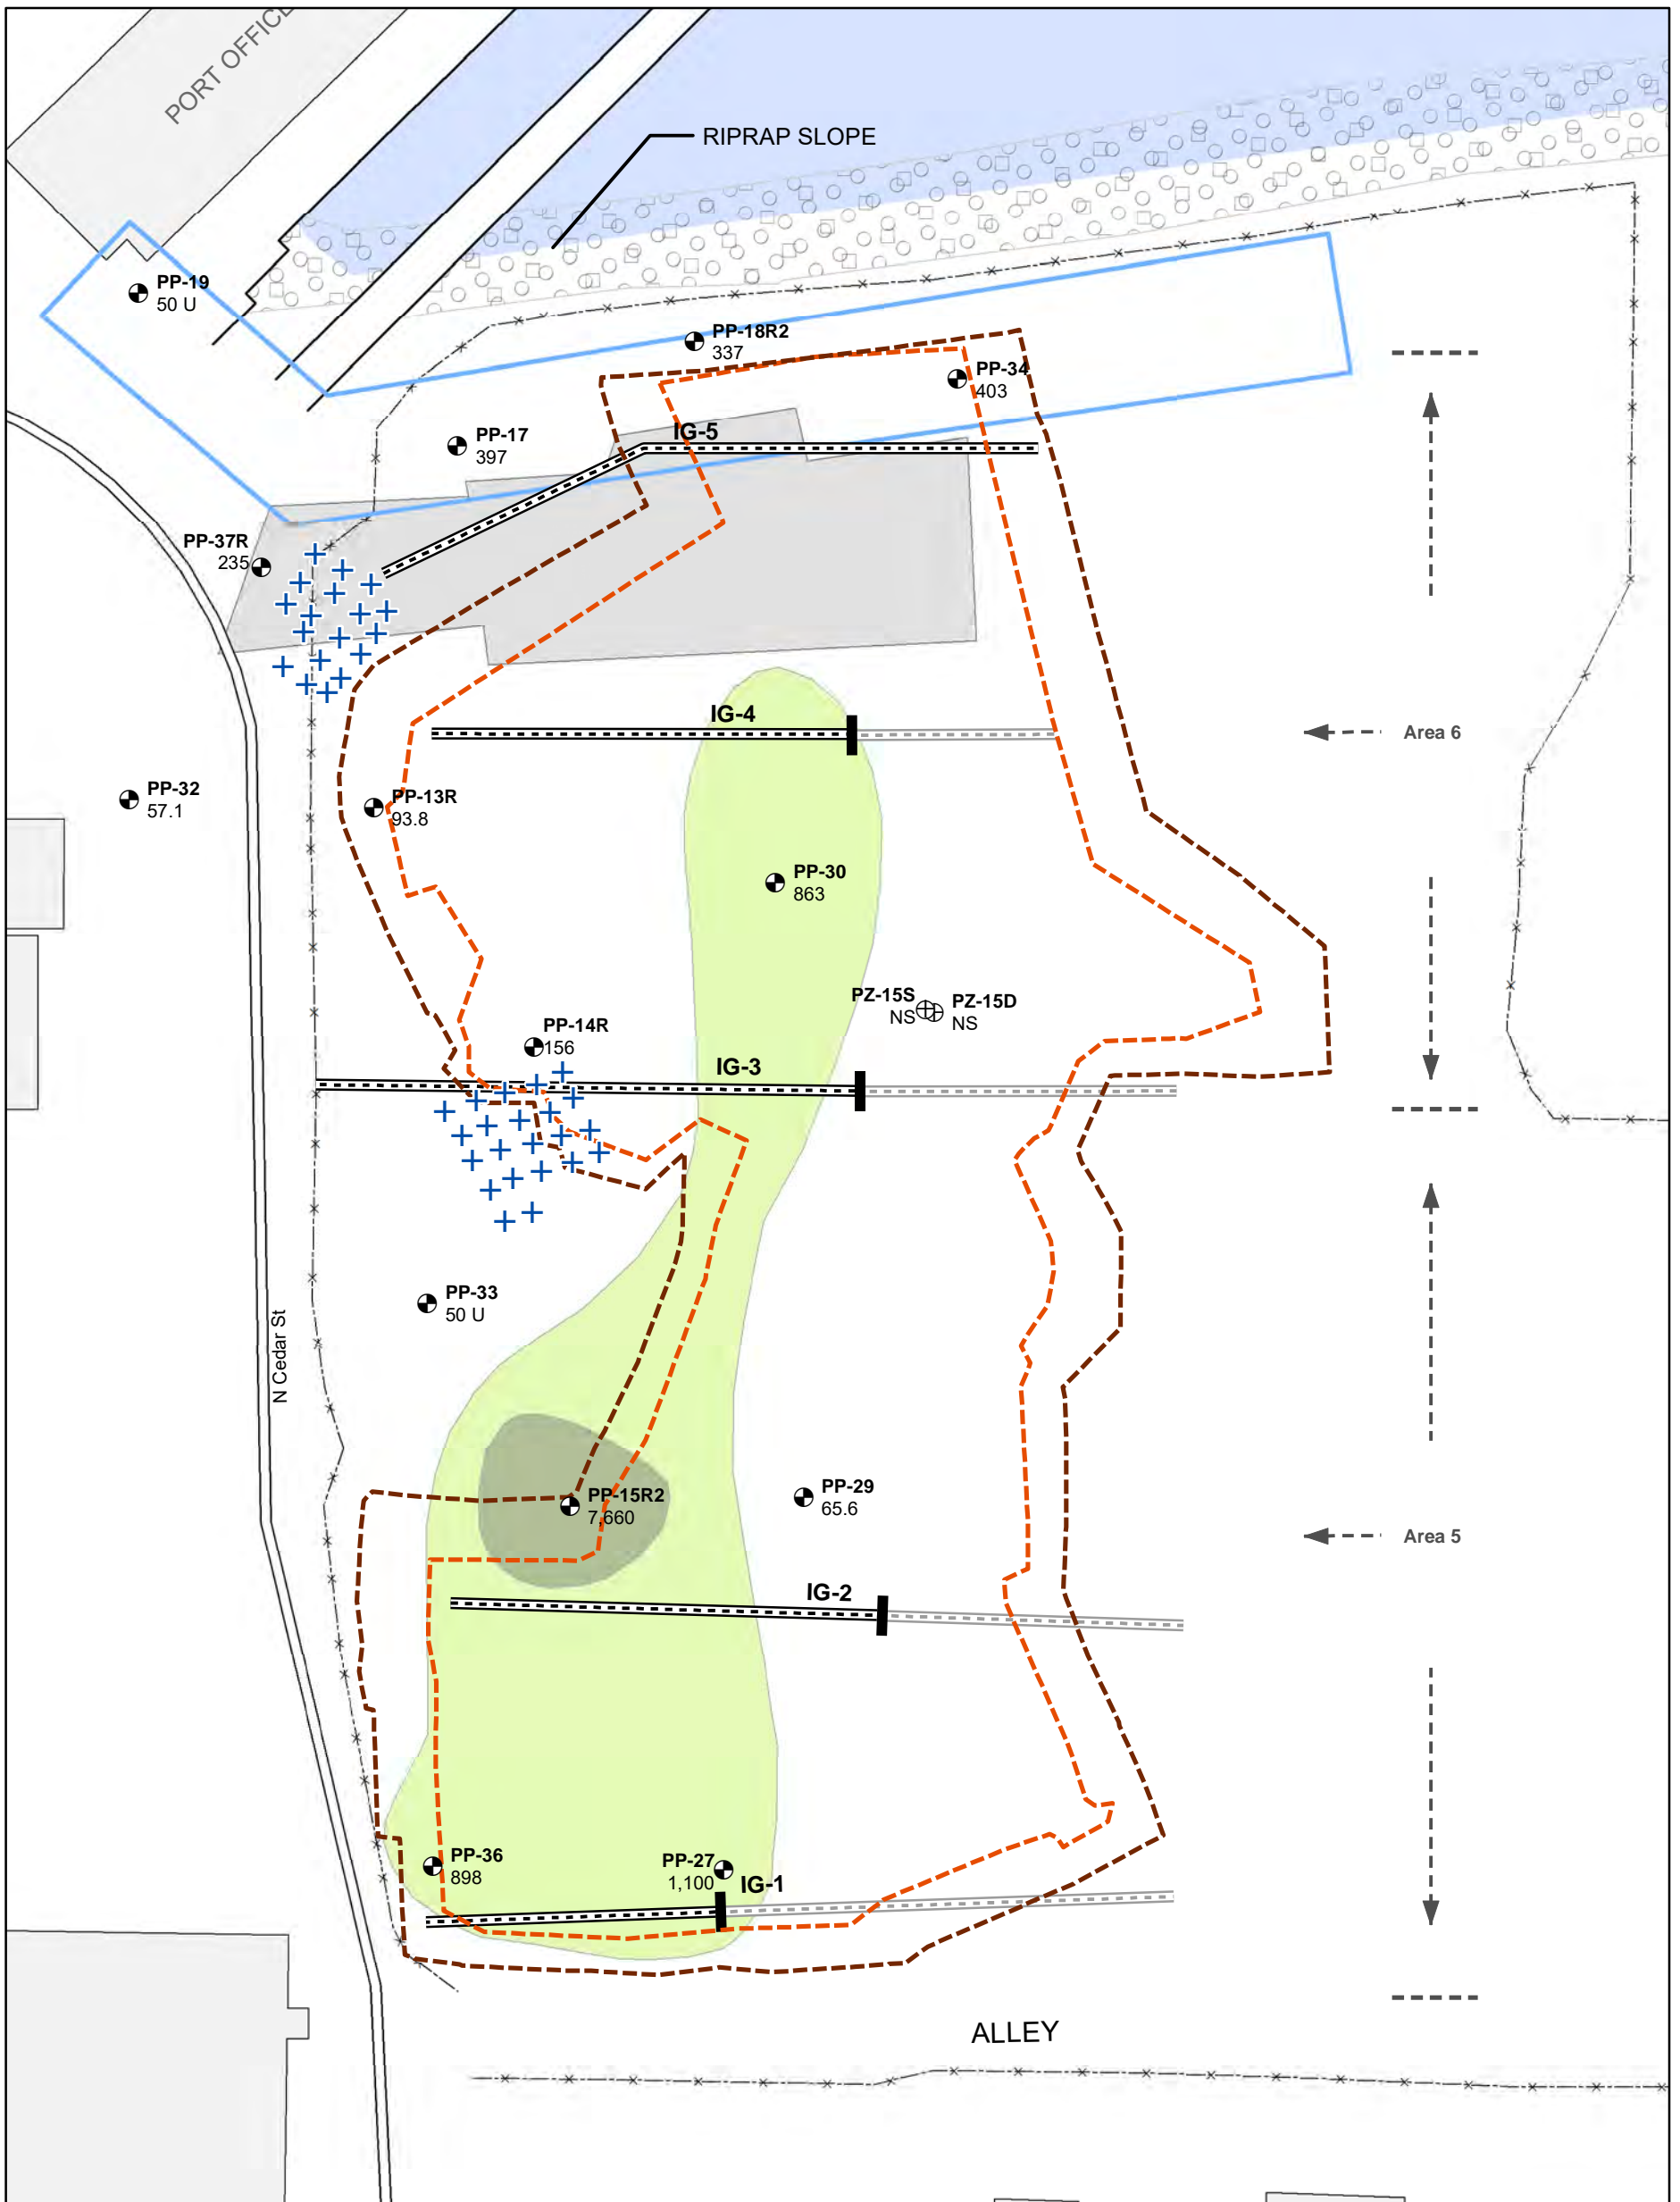 PORT OFFICE
RIPRAP SLOPE
PP-19
50 U
PP-18R2
337
PP-34
403
IG-5
PP-17
397
PP-37R
235
IG-4
Area 6
PP-32
57.1
PP-13R
93.8
PP-30
863
PZ-15S
NS
PZ-15D
NS
PP-14R
156
IG-3
PP-33
50 U
N Cedar St
PP-15R2
7,660
PP-29
65.6
Area 5
IG-2
PP-36
898
PP-27
1,100
IG-1
ALLEY